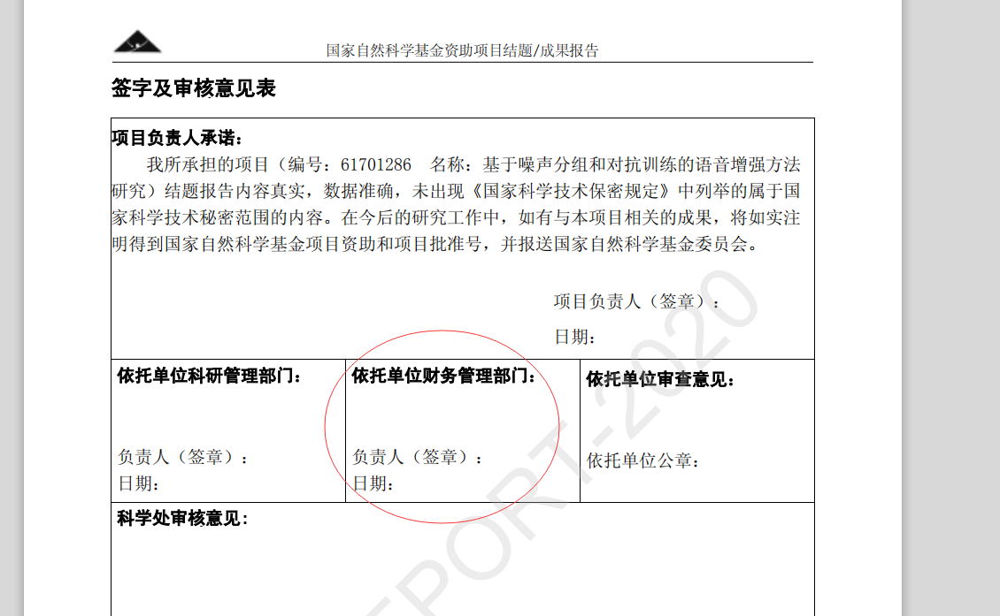 国家自然科学基金资助项目结题/成果报告
签字及审核意见表
项目负责人承诺：
我所承担的项目（编号：61701286 名称：基于噪声分组和对抗训练的语音增强方法
研究）结题报告内容真实，数据准确，未出现《国家科学技术保密规定》中列举的属于国
家科学技术秘密范围的内容。在今后的研究工作中，如有与本项目相关的成果，将如实注
明得到国家自然科学基金项目资助和项目批准号，并报送国家自然科学基金委员会。
项目负责人（签章）：
日期：
依托单位科研管理部门：
负责人（签章）：
日期：
依托单位财务管理部门：
负责人（签章）：
日期：
依托单位审查意见：
依托单位公章：
科学处审核意见：
EPORT-2020